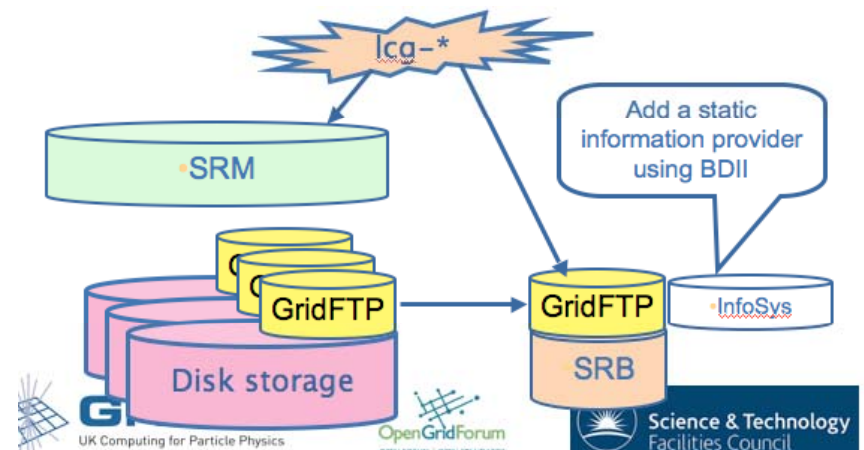 lcg-*
•SRM
Add a static
information provider
using BDII
G
G
GridFTP
Disk storage
GridFTP
•SRB
•InfoSys
G
UK Computing for Particle Physics
OpenGridForum
Science & Technology
Facilities Council